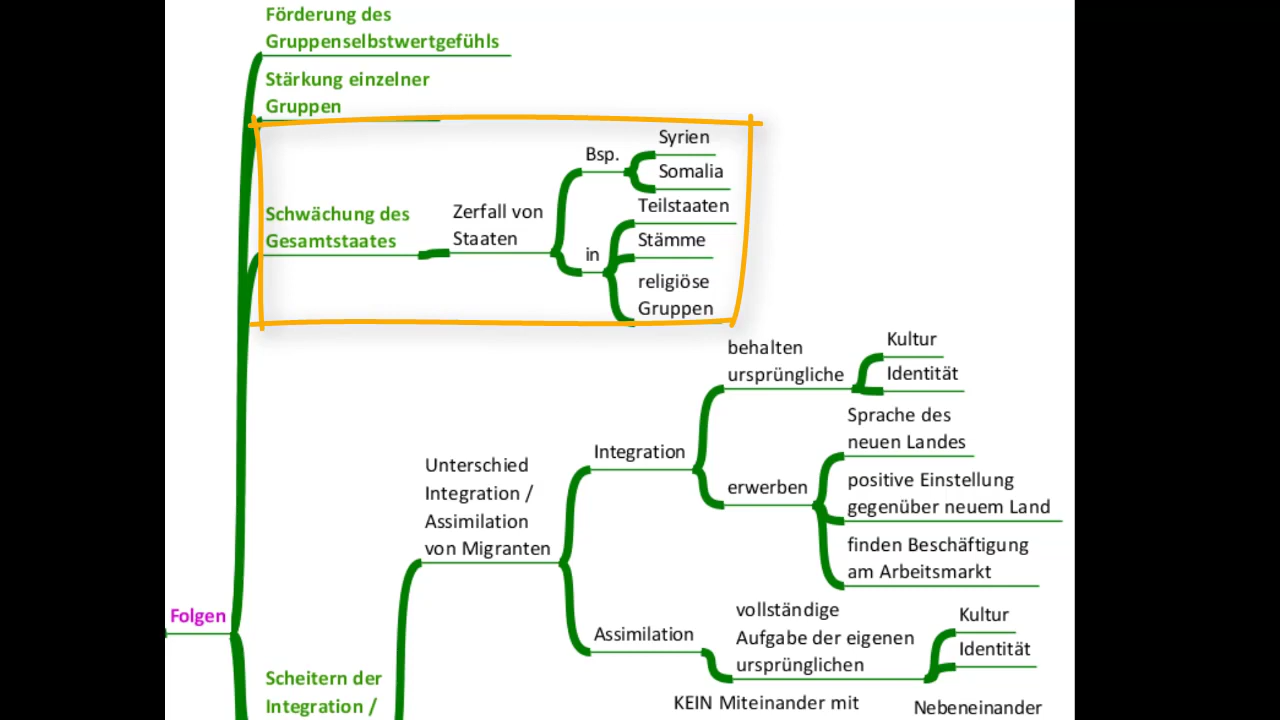 Förderung des
Gruppenselbstwertgefühls
Stärkung einzelner
Gruppen
Schwächung des
Gesamtstaates
Zerfall von
Staaten
Bsp.
Syrien
Somalia
in
Teilstaaten
Stämme
religiöse
Gruppen
Folgen
Scheitern der
Integration /
Unterschied
Integration /
Assimilation
von Migranten
Integration
behalten
ursprüngliche
Kultur
Identität
erwerben
Sprache des
neuen Landes
positive Einstellung
gegenüber neuem Land
finden Beschäftigung
am Arbeitsmarkt
Assimilation
vollständige
Aufgabe der eigenen
ursprünglichen
Kultur
Identität
KEIN Miteinander mit
Nebeneinander